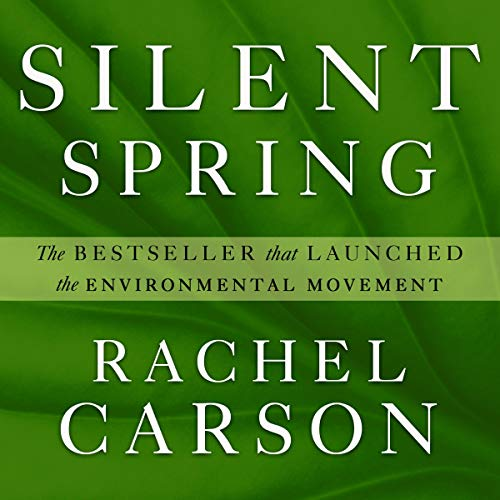 SILENT
SPRING
The BESTSELLER that LAUNCHED
the ENVIRONMENTAL MOVEMENT
RACHEL
CARSON